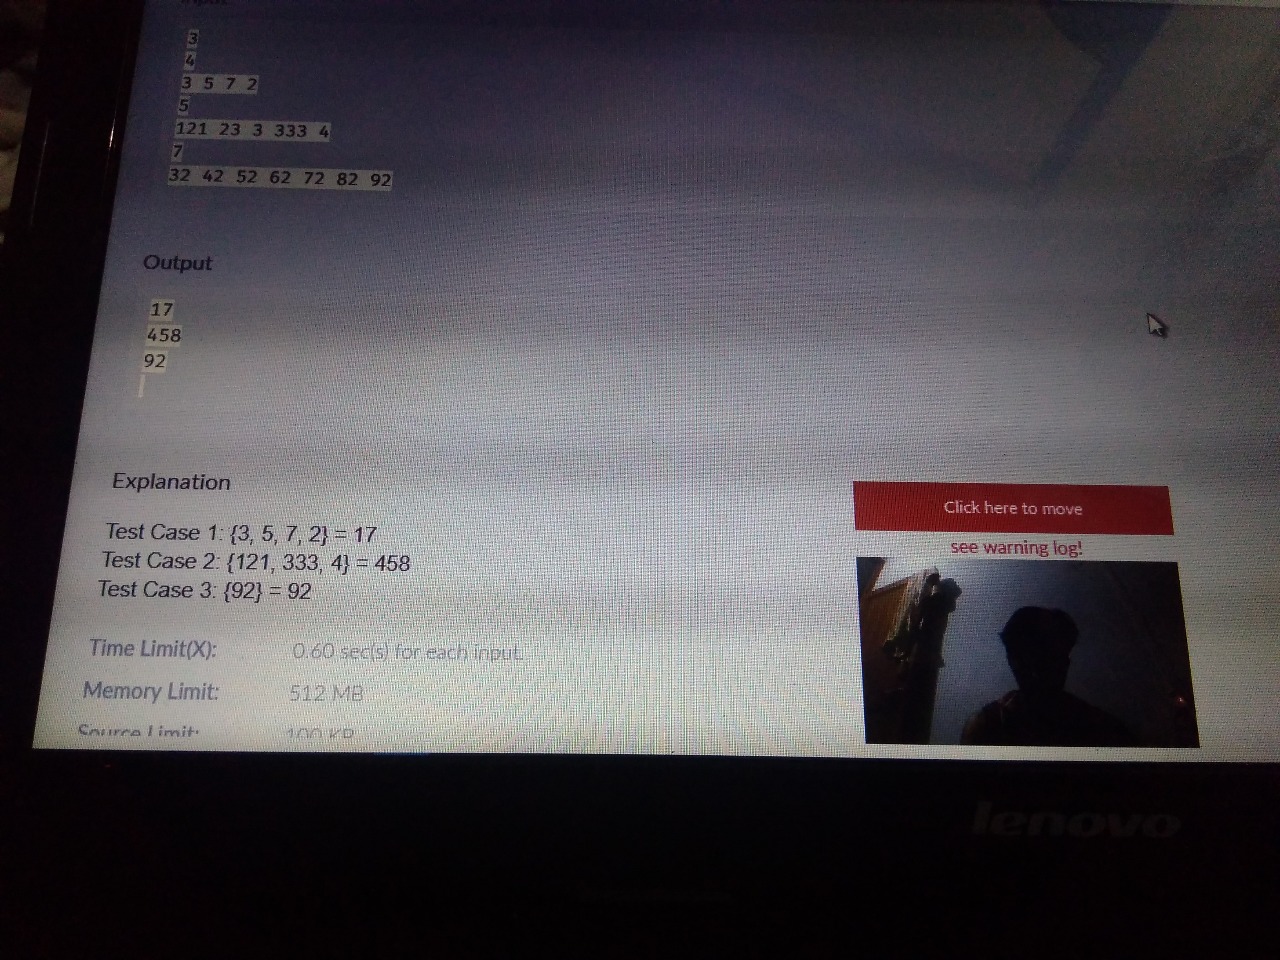 Input
3
4
3 5 7 2
5
121 23 3 333 4
7
32 42 52 62 72 82 92
Output
17
458
92
Explanation
Test Case 1: {3, 5, 7, 2} = 17
Test Case 2: {121, 333, 4} = 458
Test Case 3: {92} = 92
Time Limit(X): 0.60 sec(s) for each input.
Memory Limit: 512 MB
Source Limit: 100 KB
Click here to move
see warning log!
lenovo